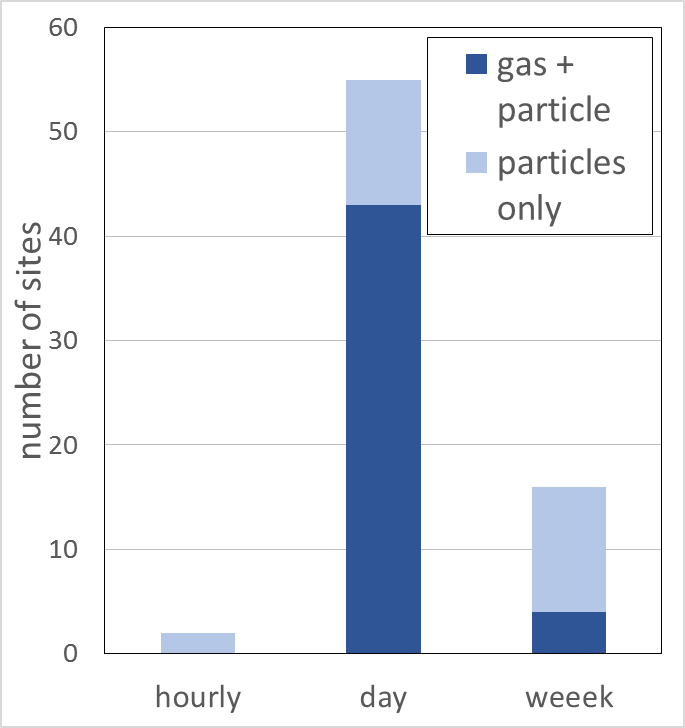 60
50
40
30
20
10
0
number of sites
gas +
particle
particles
only
hourly
day
weeek